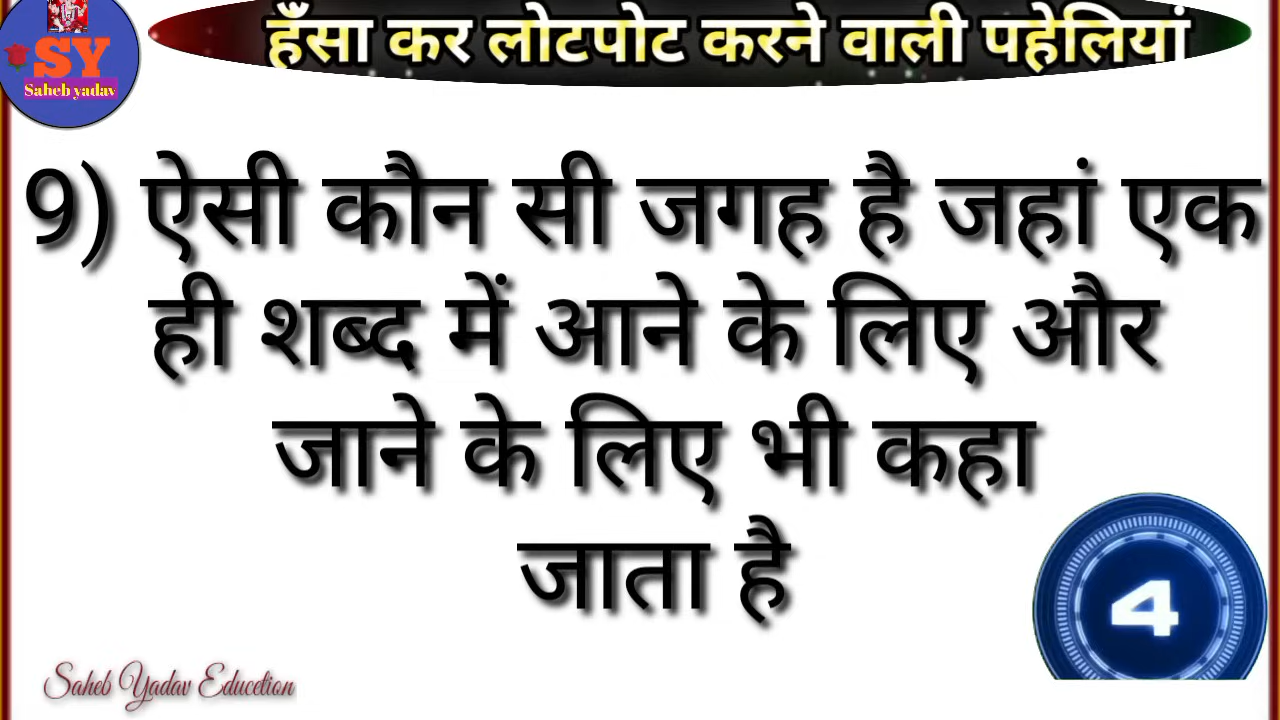 हँसा कर लोटपोट करने वाली पहेलियां
SY
Saheb yadav
9) ऐसी कौन सी जगह है जहां एक
ही शब्द में आने के लिए और
जाने के लिए भी कहा
जाता है
4
Saheb Yadav Educetion